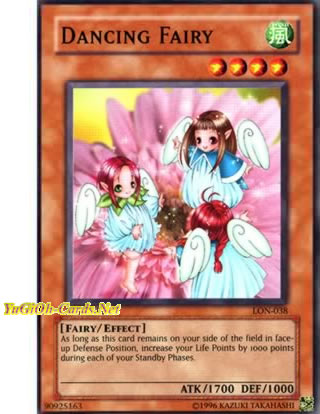 DANCING FAIRY
風
YuGiOh-Cards.Net
LON-038
[FAIRY/EFFECT]
As long as this card remains on your side of the field in face-
up Defense Position, increase your Life Points by 1000 points
during each of your Standby Phases.
ATK/1700 DEF/1000
90925163
©1996 KAZUKI TAKAHASHI